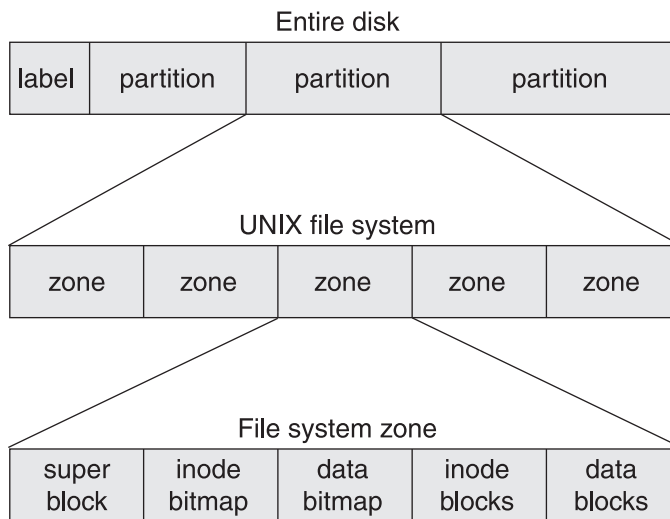 Entire disk
label partition partition partition
UNIX file system
zone zone zone zone zone
File system zone
super inode data inode data
block bitmap bitmap blocks blocks